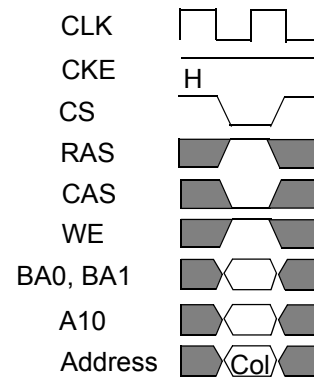 CLK
CKE
H
CS
RAS
CAS
WE
BA0, BA1
A10
Address Col